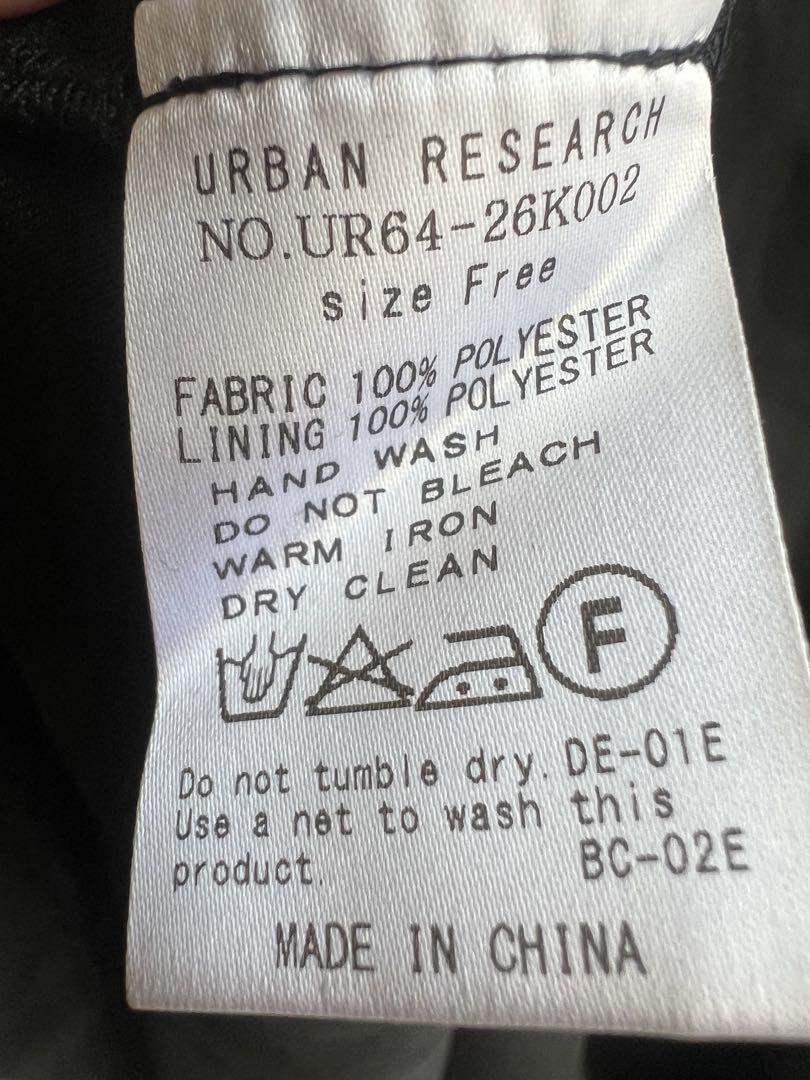 URBAN RESEARCH
NO.UR64-26K002
size Free
FABRIC 100% POLYESTER
LINING 100% POLYESTER
HAND WASH
DO NOT BLEACH
WARM IRON
DRY CLEAN
F
Do not tumble dry. DE-01E
Use a net to wash this
product. BC-02E
MADE IN CHINA